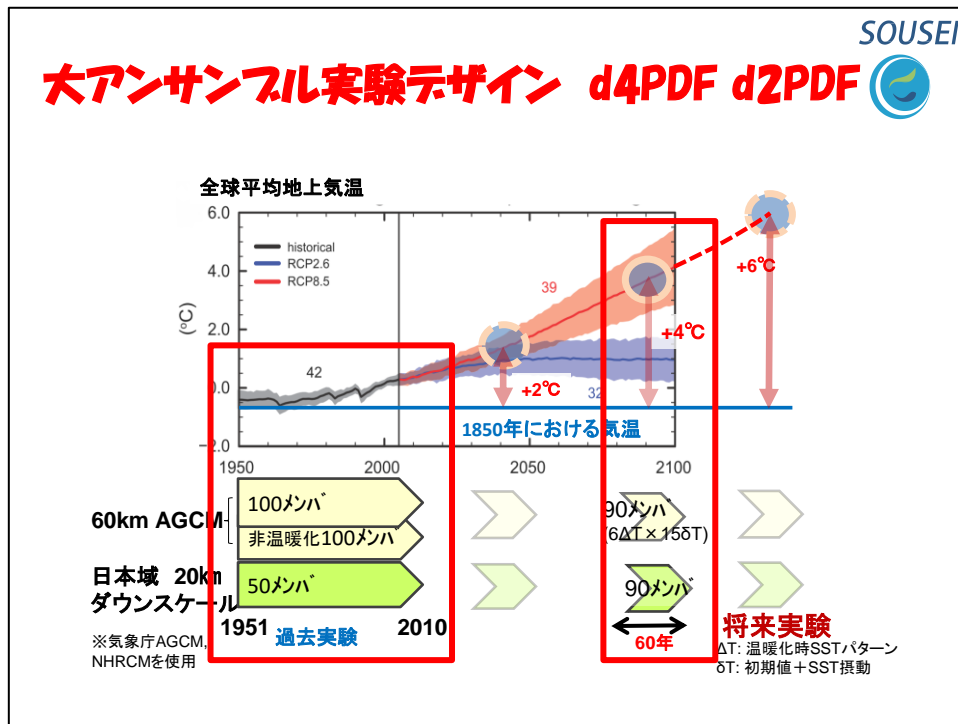 SOUSEI
大アンサンブル実験デザイン d4PDF d2PDF
全球平均地上気温
6.0
historical
RCP2.6
RCP8.5
4.0
39
+6℃
(°C)
2.0
+4℃
42
0.0
+2℃
32
1850年における気温
−2.0
1950
2000
2050
2100
100メンバ
90メンバ
60km AGCM
(6ΔT×15δT)
非温暖化100メンバ
日本域 20km
50メンバ
90メンバ
ダウンスケール
1951
過去実験
2010
60年
将来実験
※気象庁AGCM,
NHRCMを使用
ΔT: 温暖化時SSTパターン
δT: 初期値+SST摂動